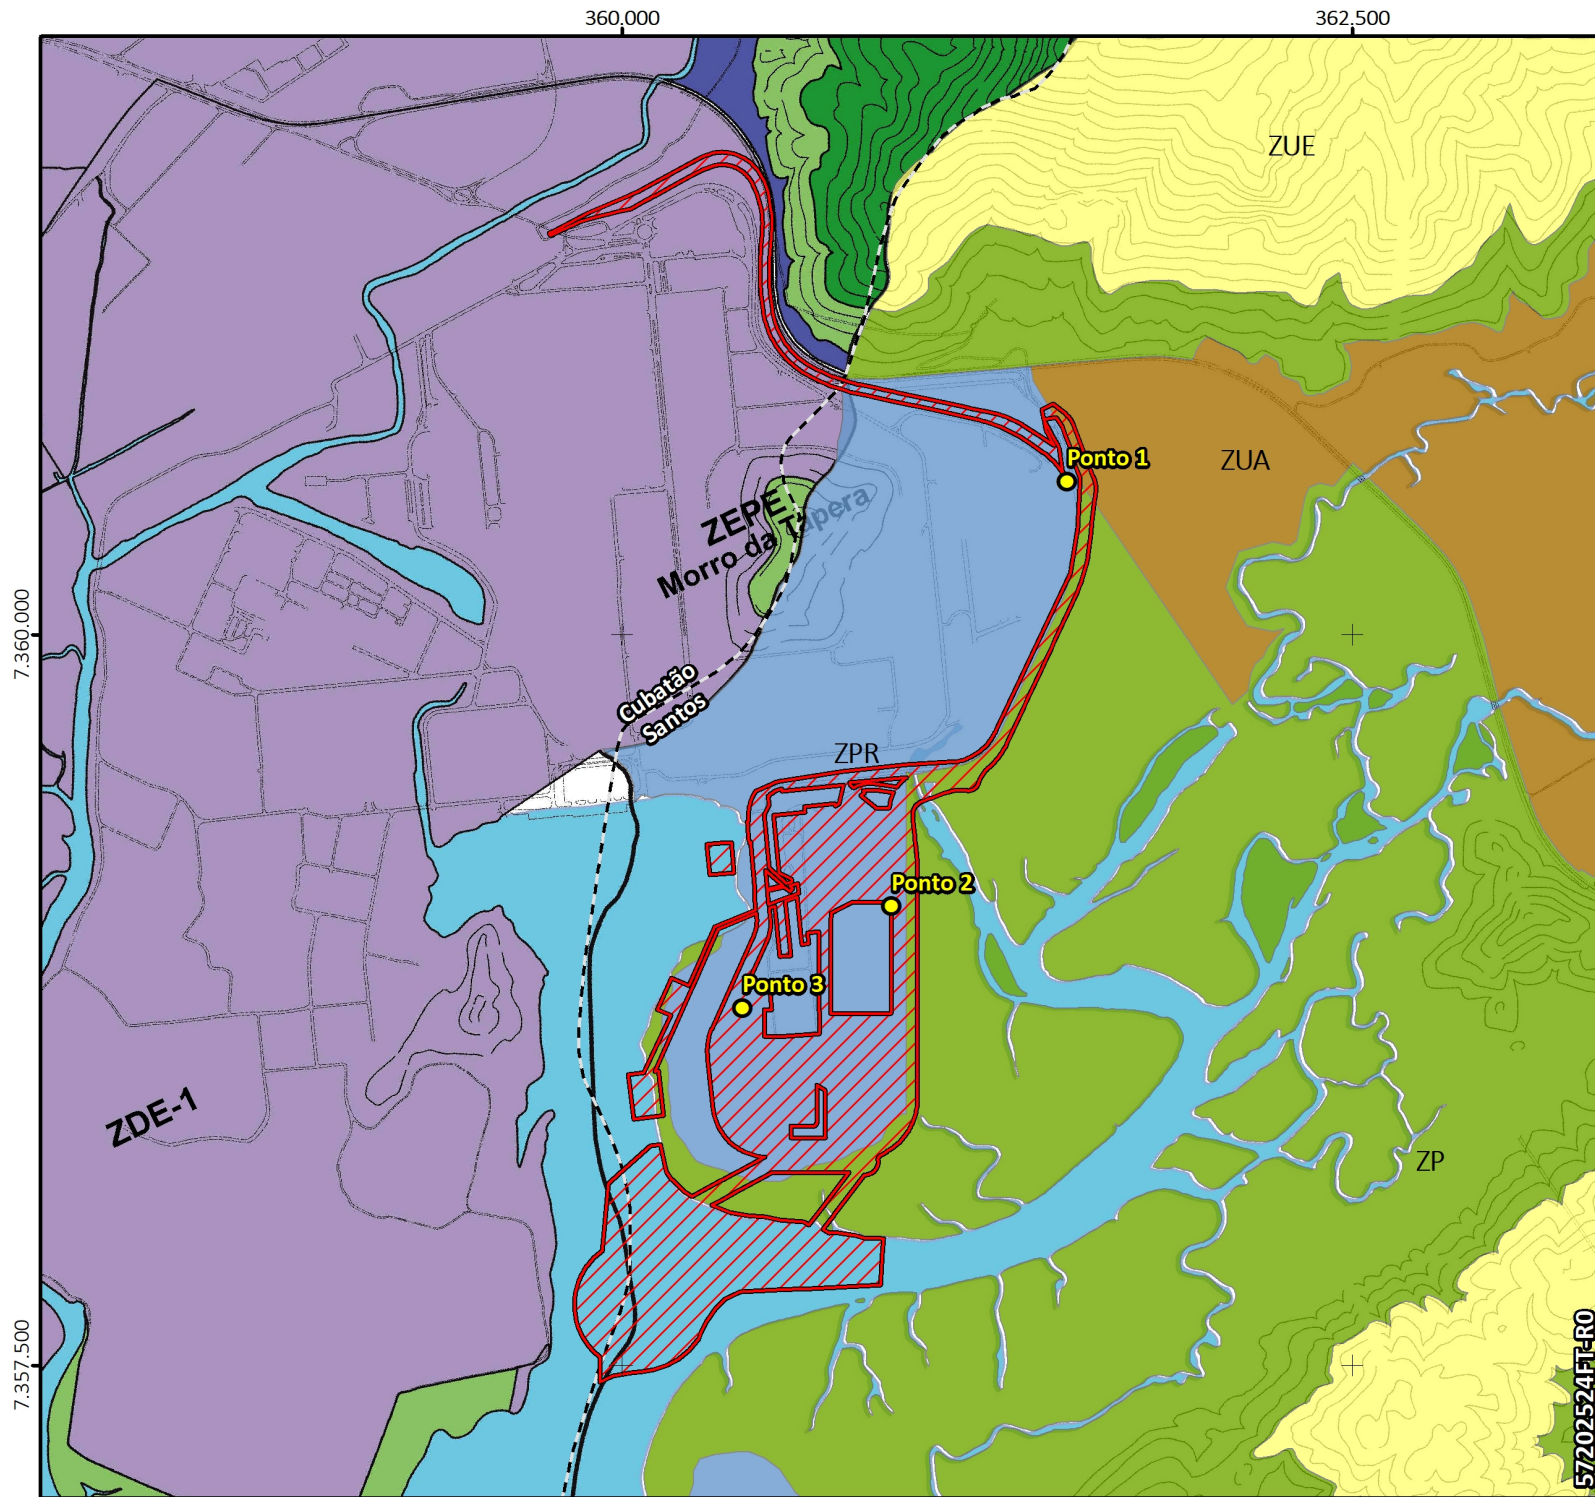 360.000
362.500
ZUE
Ponto 1
ZUA
ZEPE
Morro da Tapera
7.360.000
Cubatão
Santos
ZPR
Ponto 2
Ponto 3
ZDE-1
ZP
7.357.500
57202524FT-R0